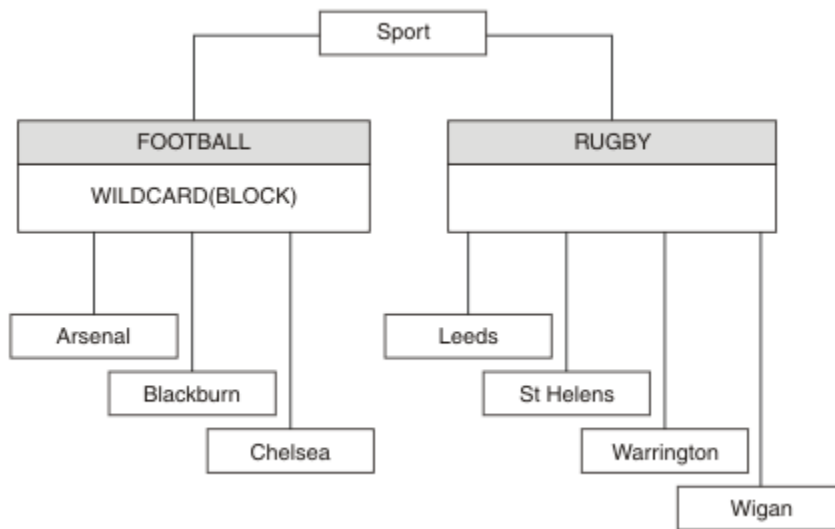 Sport
FOOTBALL
WILDCARD(BLOCK)
Arsenal
Blackburn
Chelsea
RUGBY
Leeds
St Helens
Warrington
Wigan